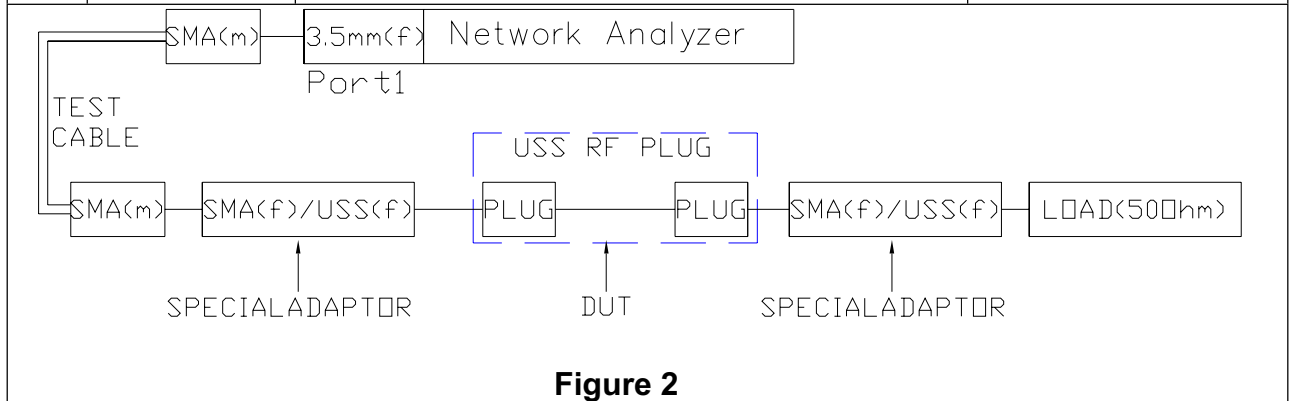 SMA(m) 3.5mm(f) Network Analyzer
Port1
TEST
CABLE
USS RF PLUG
SMA(m) SMA(f)/USS(f) PLUG PLUG SMA(f)/USS(f) LOAD(50Ohm)
SPECIALADAPTOR DUT SPECIALADAPTOR
Figure 2